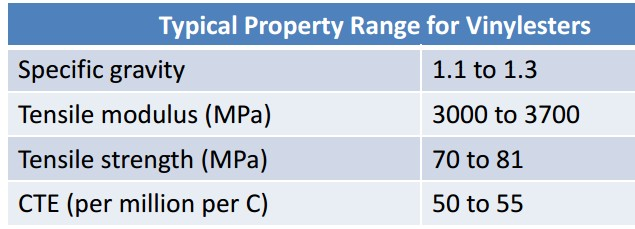 Typical Property Range for Vinylesters
Specific gravity 1.1 to 1.3
Tensile modulus (MPa) 3000 to 3700
Tensile strength (MPa) 70 to 81
CTE (per million per C) 50 to 55